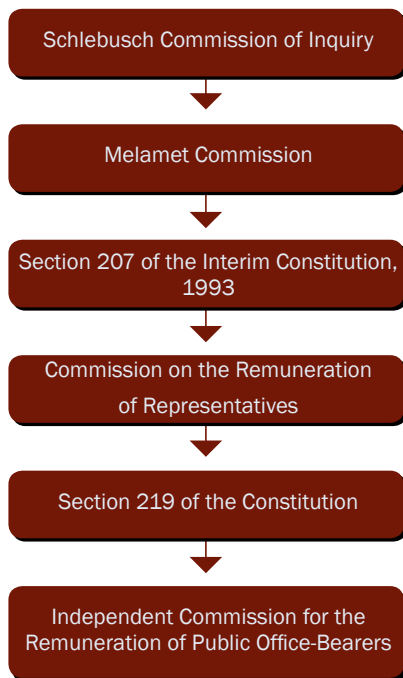 Schlebusch Commission of Inquiry
Melamet Commission
Section 207 of the Interim Constitution,
1993
Commission on the Remuneration
of Representatives
Section 219 of the Constitution
Independent Commission for the
Remuneration of Public Office-Bearers